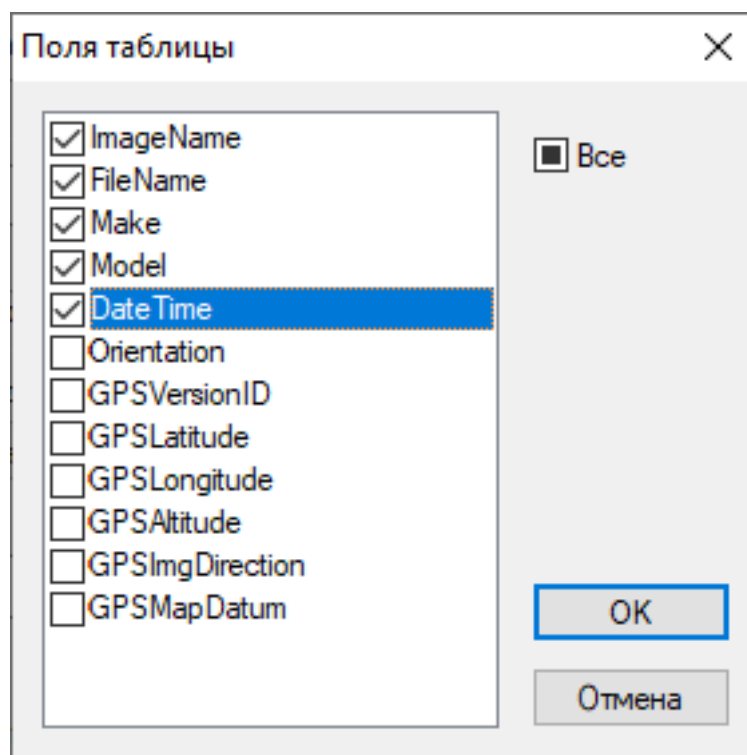 Поля таблицы
ImageName
FileName
Make
Model
DateTime
Orientation
GPSVersionID
GPSLatitude
GPSLongitude
GPSAltitude
GPSImgDirection
GPSMapDatum
Все
OK
Отмена